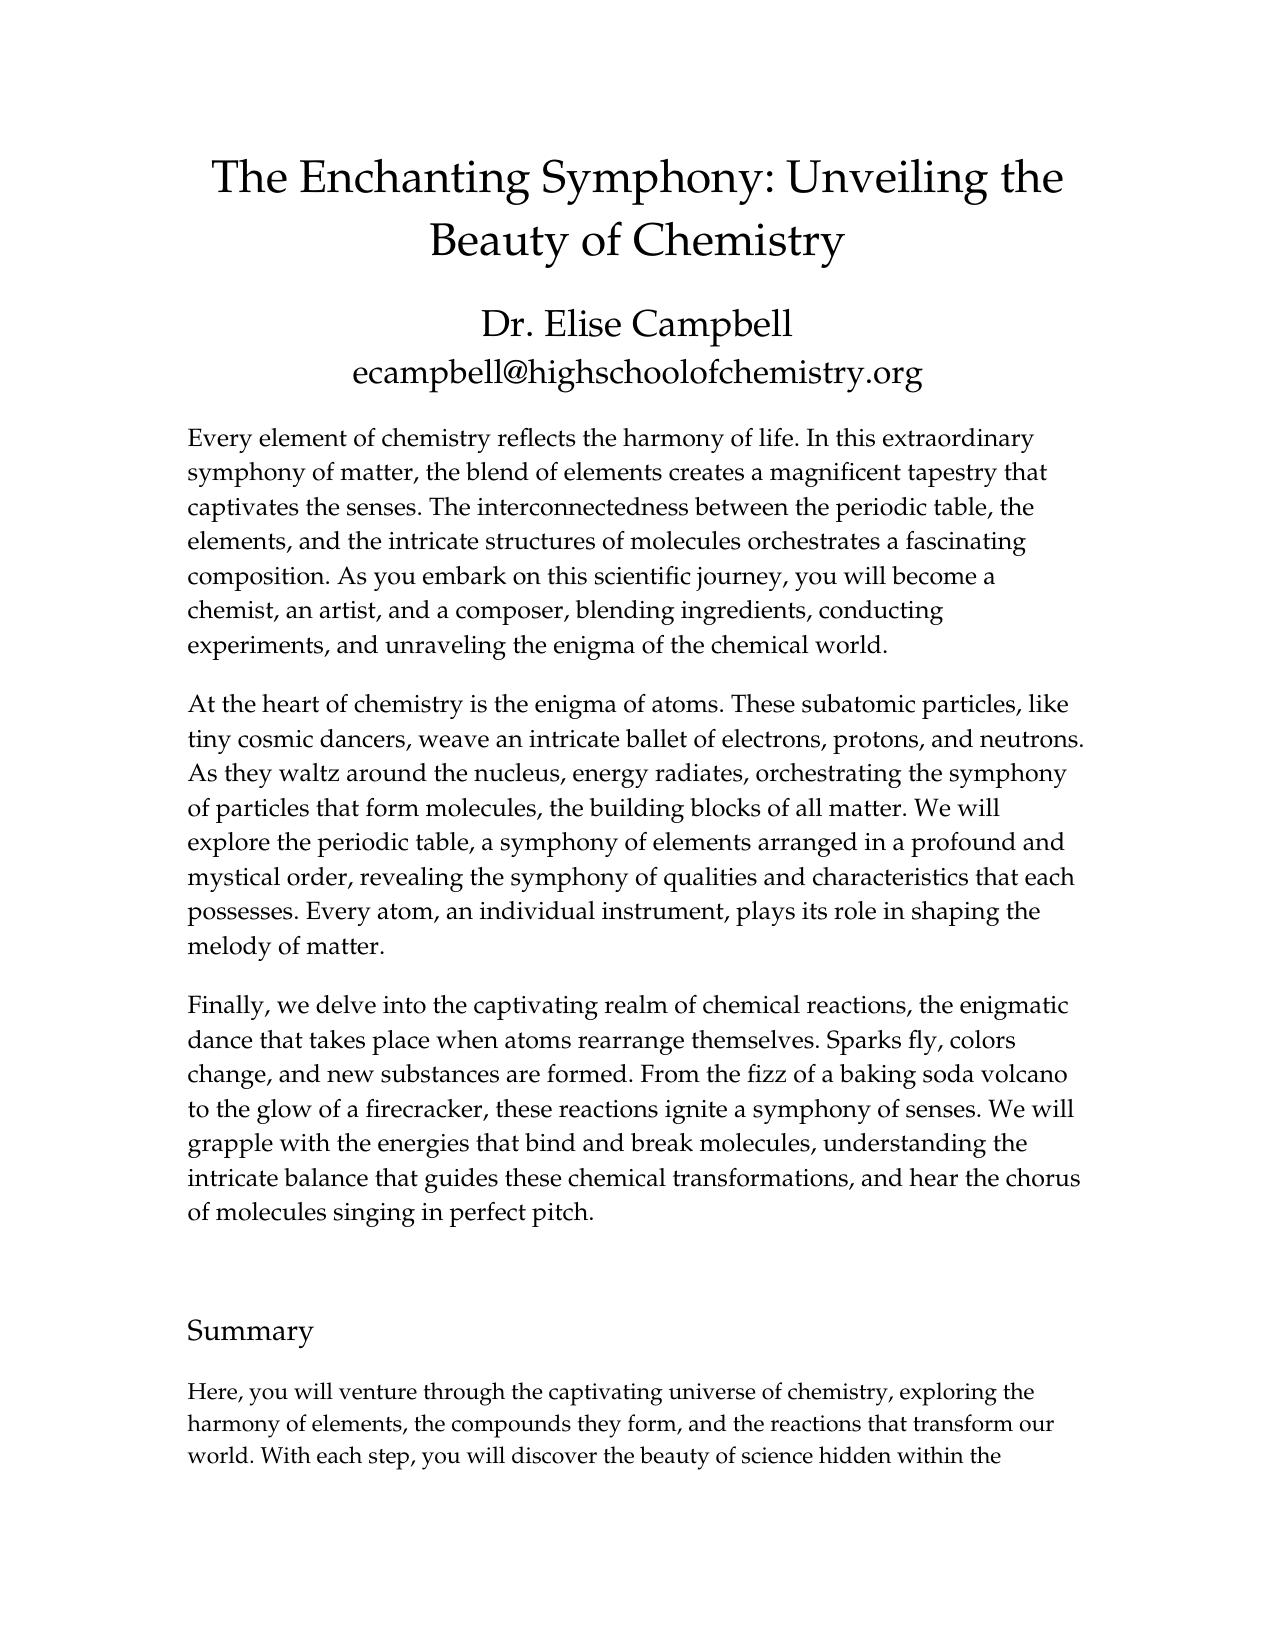 The Enchanting Symphony: Unveiling the
Beauty of Chemistry
Dr. Elise Campbell
ecampbell@highschoolofchemistry.org
Every element of chemistry reflects the harmony of life. In this extraordinary
symphony of matter, the blend of elements creates a magnificent tapestry that
captivates the senses. The interconnectedness between the periodic table, the
elements, and the intricate structures of molecules orchestrates a fascinating
composition. As you embark on this scientific journey, you will become a
chemist, an artist, and a composer, blending ingredients, conducting
experiments, and unraveling the enigma of the chemical world.
At the heart of chemistry is the enigma of atoms. These subatomic particles, like
tiny cosmic dancers, weave an intricate ballet of electrons, protons, and neutrons.
As they waltz around the nucleus, energy radiates, orchestrating the symphony
of particles that form molecules, the building blocks of all matter. We will
explore the periodic table, a symphony of elements arranged in a profound and
mystical order, revealing the symphony of qualities and characteristics that each
possesses. Every atom, an individual instrument, plays its role in shaping the
melody of matter.
Finally, we delve into the captivating realm of chemical reactions, the enigmatic
dance that takes place when atoms rearrange themselves. Sparks fly, colors
change, and new substances are formed. From the fizz of a baking soda volcano
to the glow of a firecracker, these reactions ignite a symphony of senses. We will
grapple with the energies that bind and break molecules, understanding the
intricate balance that guides these chemical transformations, and hear the chorus
of molecules singing in perfect pitch.
Summary
Here, you will venture through the captivating universe of chemistry, exploring the
harmony of elements, the compounds they form, and the reactions that transform our
world. With each step, you will discover the beauty of science hidden within the